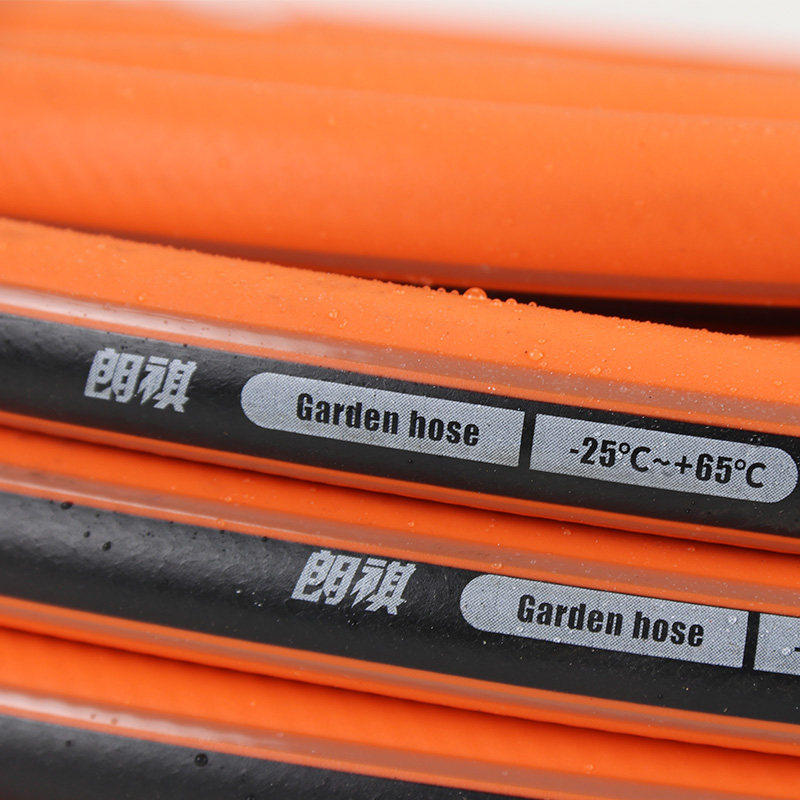 朗祺 Garden hose -25℃~+65℃
朗祺 Garden hose -